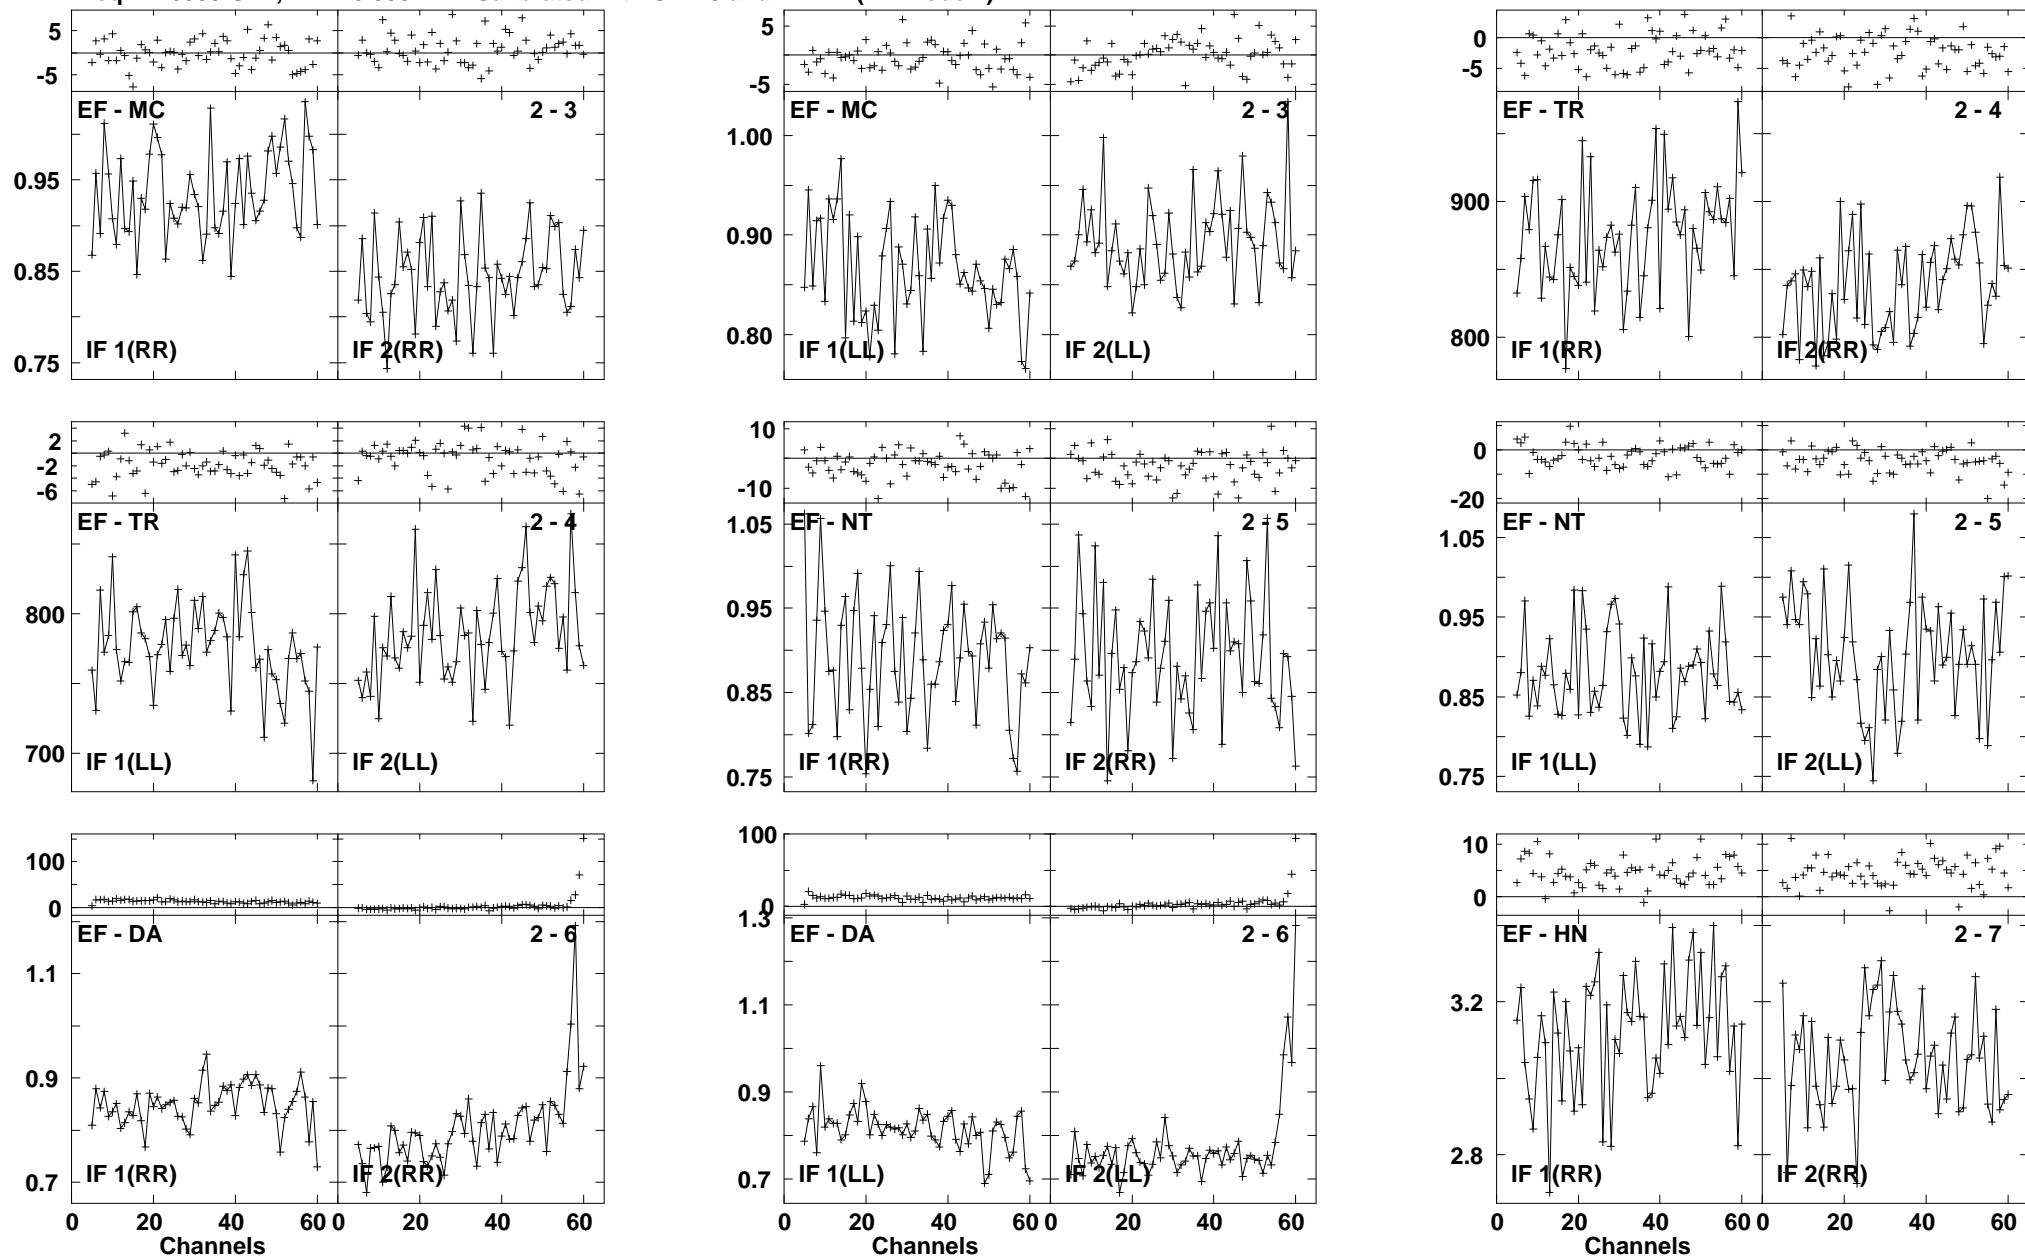 5 5 0
-5 -5 -5
EF - MC 2 - 3 EF - MC 2 - 3 EF - TR 2 - 4
1.00
0.95 900
0.90
0.85
0.80 800
0.75 IF 1(RR) IF 2(RR) IF 1(LL) IF 2(LL) IF 1(RR) IF 2(RR)
2 10 0
-2
-6 -10 -20
EF - TR 2 - 4 EF - NT 2 - 5 EF - NT 2 - 5
1.05 1.05
800 0.95 0.95
0.85 0.85
700 IF 1(LL) IF 2(LL) 0.75 IF 1(RR) IF 2(RR) 0.75 IF 1(LL) IF 2(LL)
100 100 10
0 0 0
EF - DA 2 - 6 1.3 EF - DA 2 - 6 EF - HN 2 - 7
1.1 1.1 3.2
0.9 0.9
0.7 IF 1(RR) IF 2(RR) 0.7 IF 1(LL) IF 2(LL) 2.8 IF 1(RR) IF 2(RR)
0 20 40 60 0 20 40 60 0 20 40 60 0 20 40 60 0 20 40 60 0 20 40 60
Channels Channels Channels